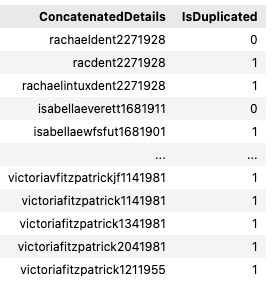 ConcatenatedDetails IsDuplicated
rachaeldent2271928 0
racdent2271928 1
rachaelintuxdent2271928 1
isabellaeverett1681911 0
isabellaewfsfut1681901 1
... ...
victoriavfitzpatrickjf1141981 1
victoriafitzpatrick1141981 1
victoriafitzpatrick1341981 1
victoriafitzpatrick2041981 1
victoriafitzpatrick1211955 1